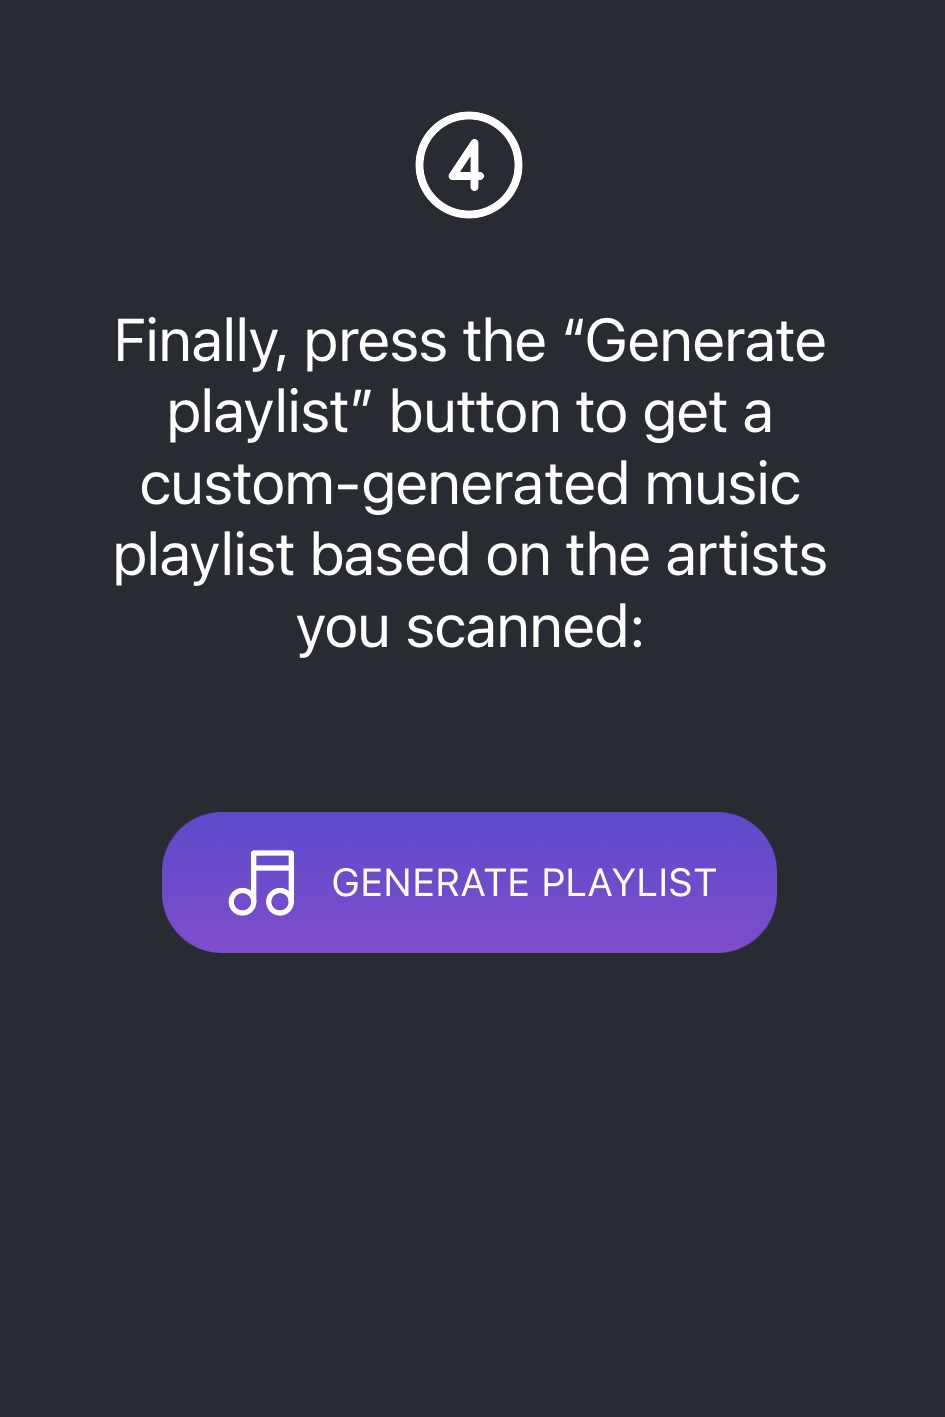 4
Finally, press the “Generate
playlist” button to get a
custom-generated music
playlist based on the artists
you scanned:
GENERATE PLAYLIST